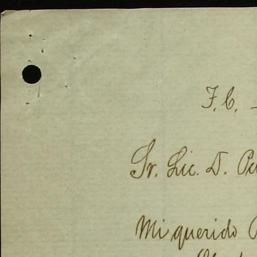 F. C.
Sr. Lic. D.
Mi querido